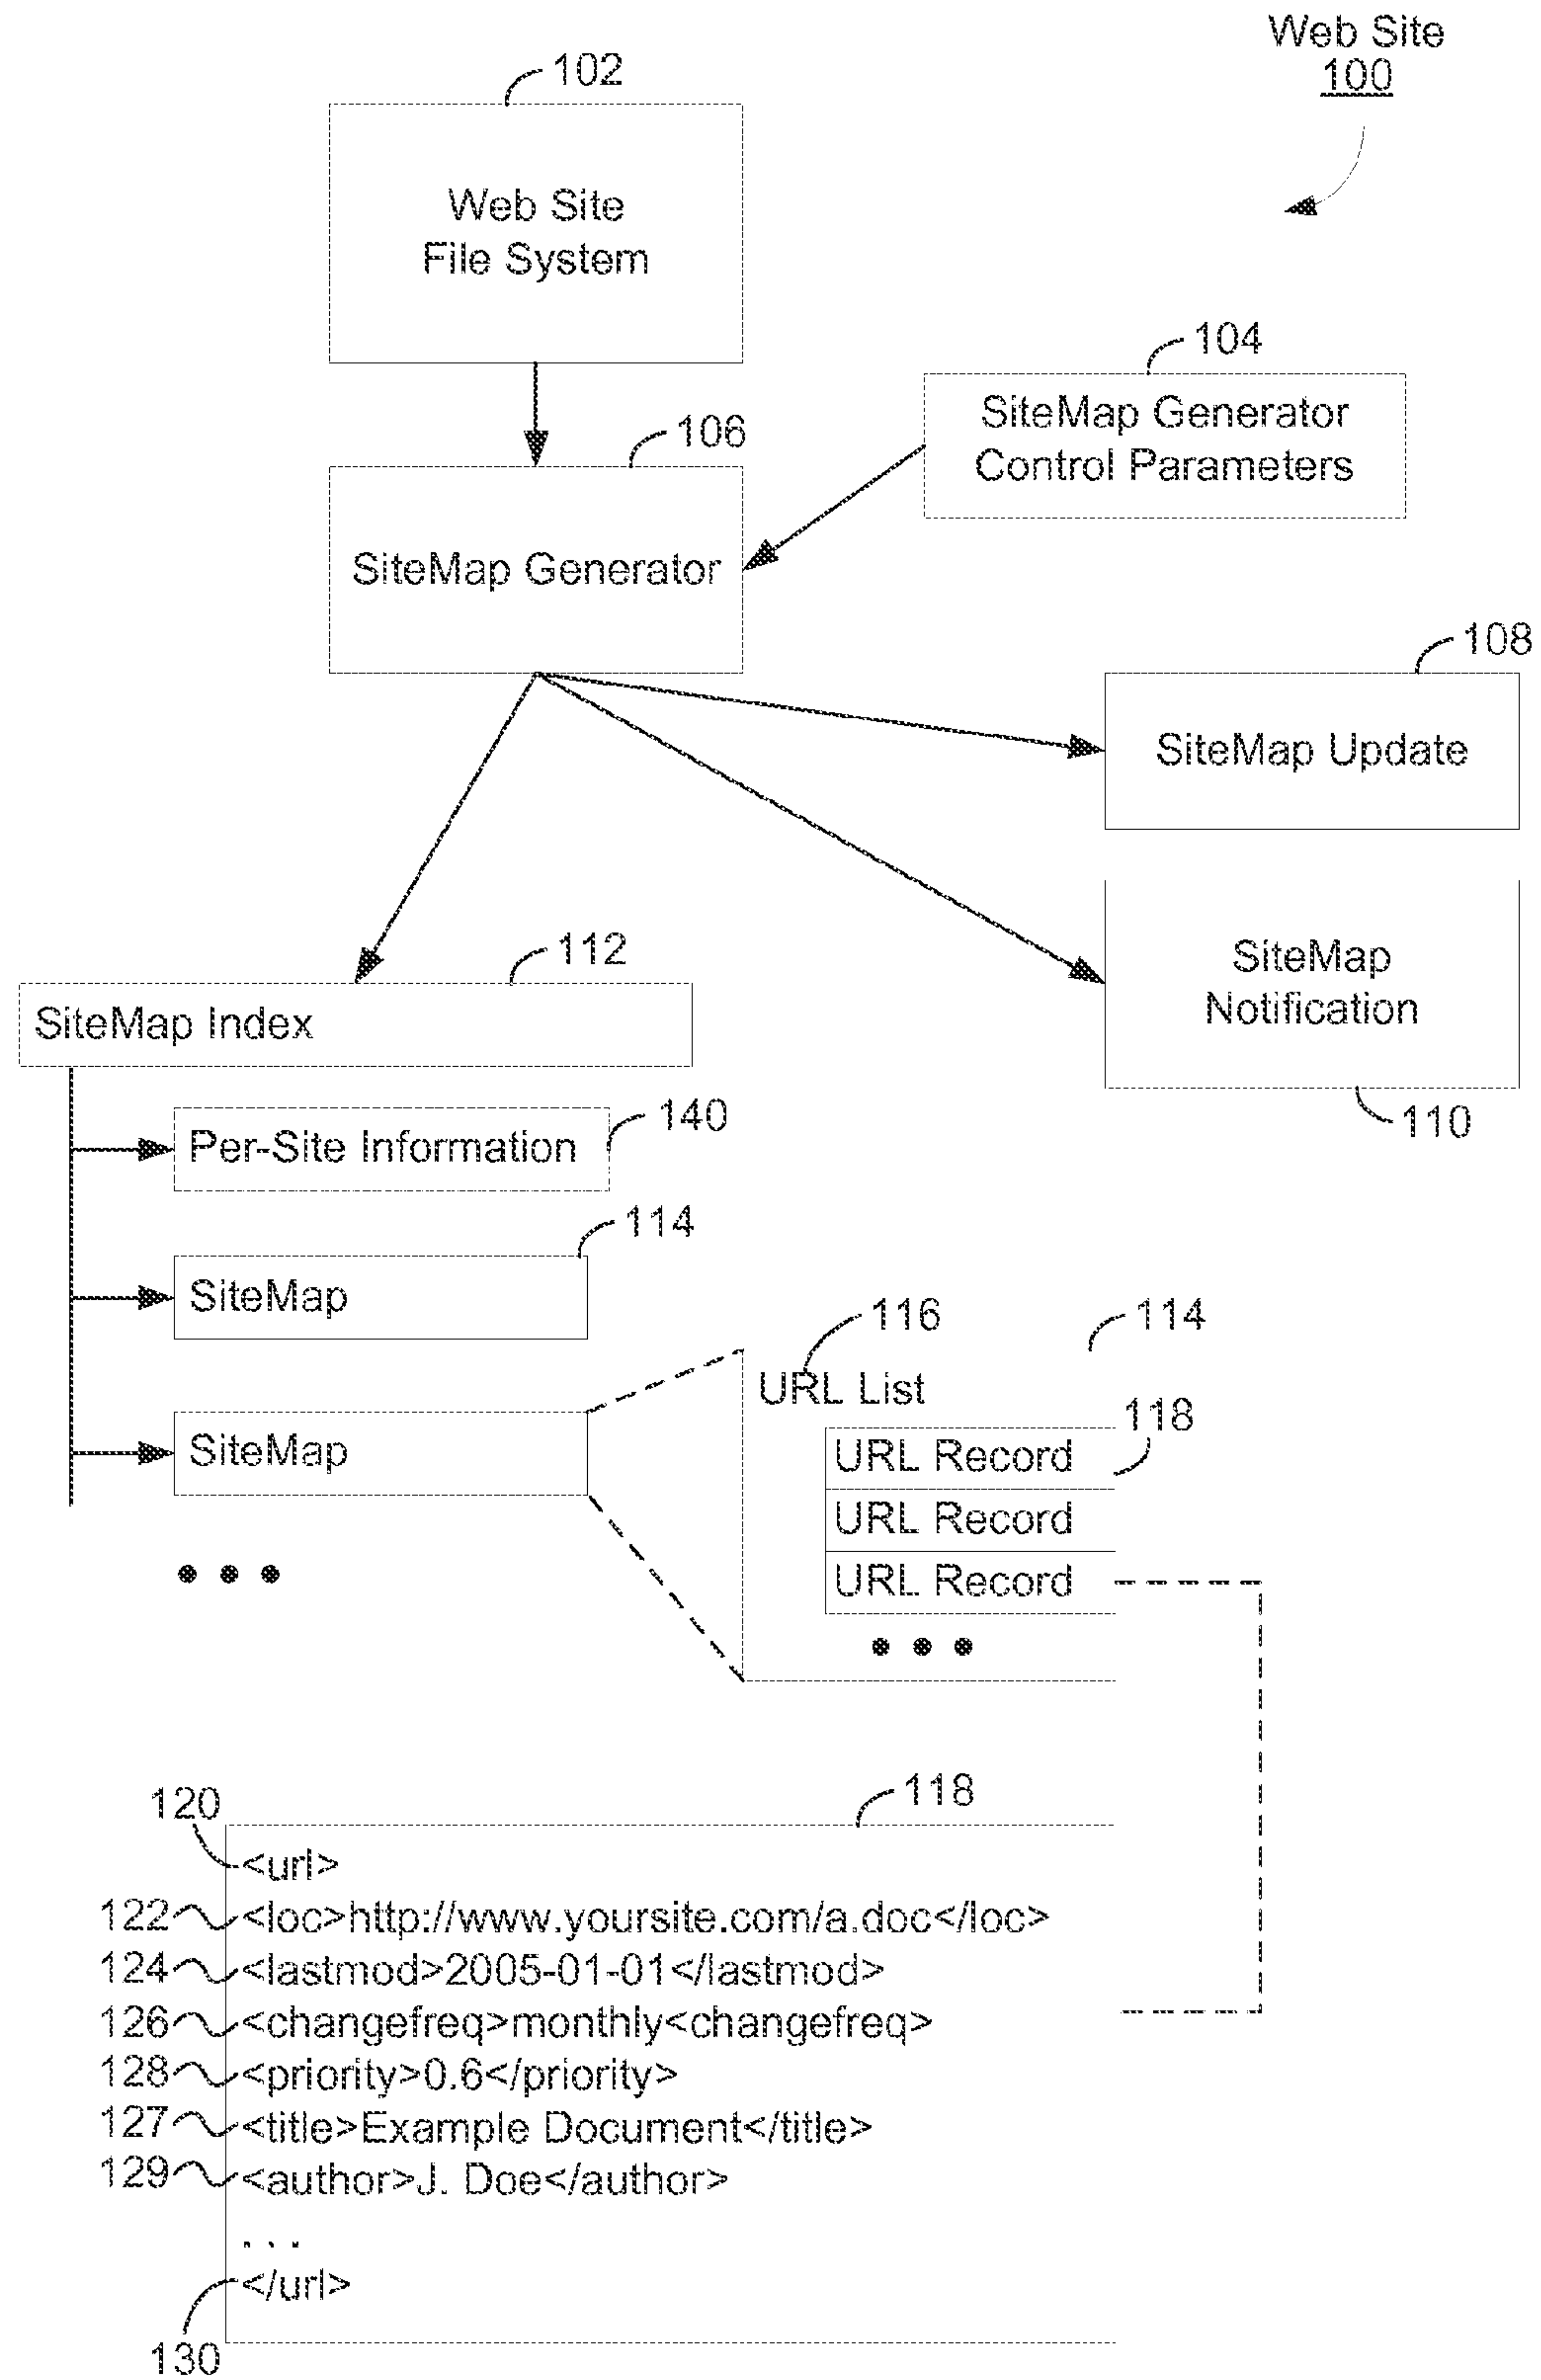 Web Site
100
102
Web Site
File System
104
SiteMap Generator
Control Parameters
106
SiteMap Generator
108
SiteMap Update
112
SiteMap Index
SiteMap
Notification
110
140
Per-Site Information
114
SiteMap
116
114
URL List
118
URL Record
SiteMap
URL Record
URL Record
118
120
<url>
122
<loc>http://www.yoursite.com/a.doc</loc>
124
<lastmod>2005-01-01</lastmod>
126
<changefreq>monthly<changefreq>
128
<priority>0.6</priority>
127
<title>Example Document</title>
129
<author>J. Doe</author>
. . .
</url>
130